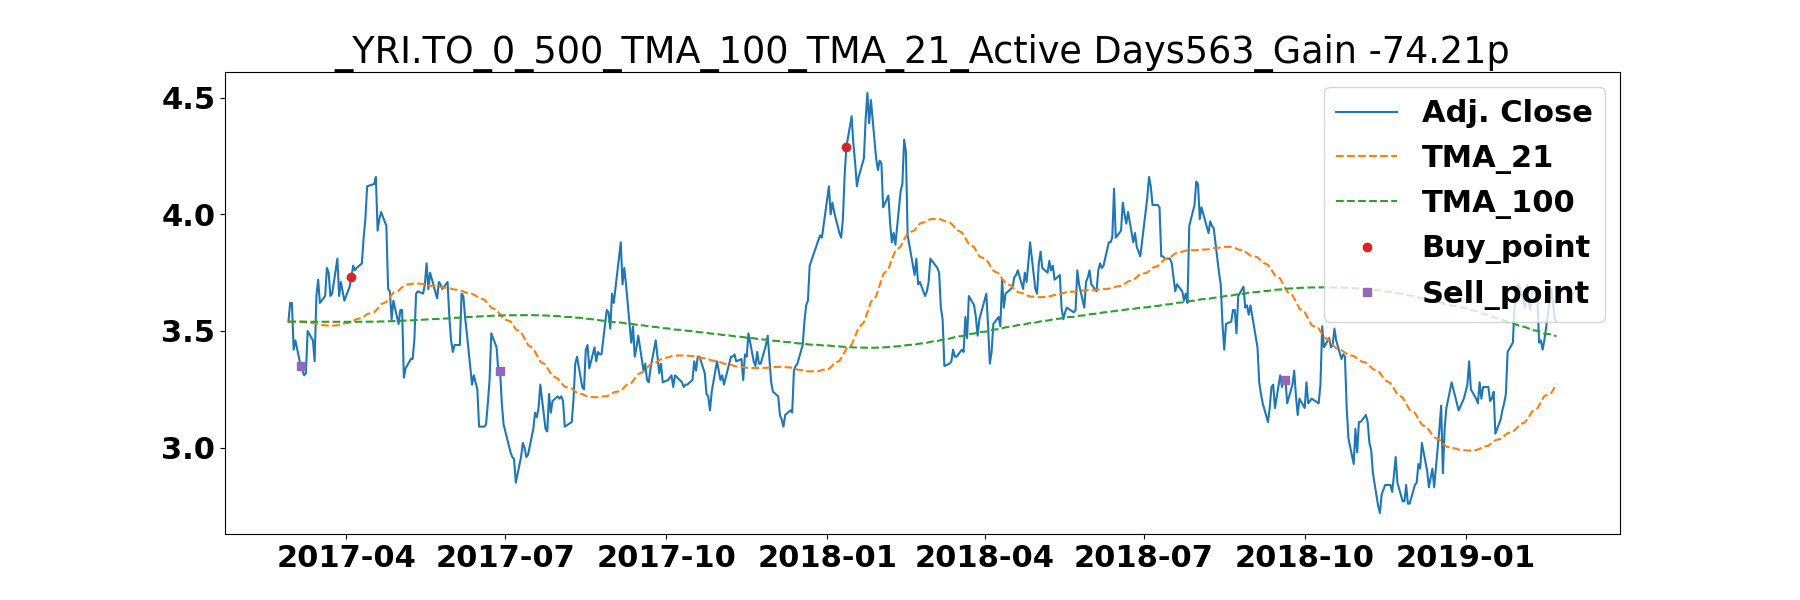 _YRI.TO_0_500_TMA_100_TMA_21_Active Days563_Gain -74.21p
4.5
4.0
3.5
3.0
Adj. Close
TMA_21
TMA_100
Buy_point
Sell_point
2017-04 2017-07 2017-10 2018-01 2018-04 2018-07 2018-10 2019-01